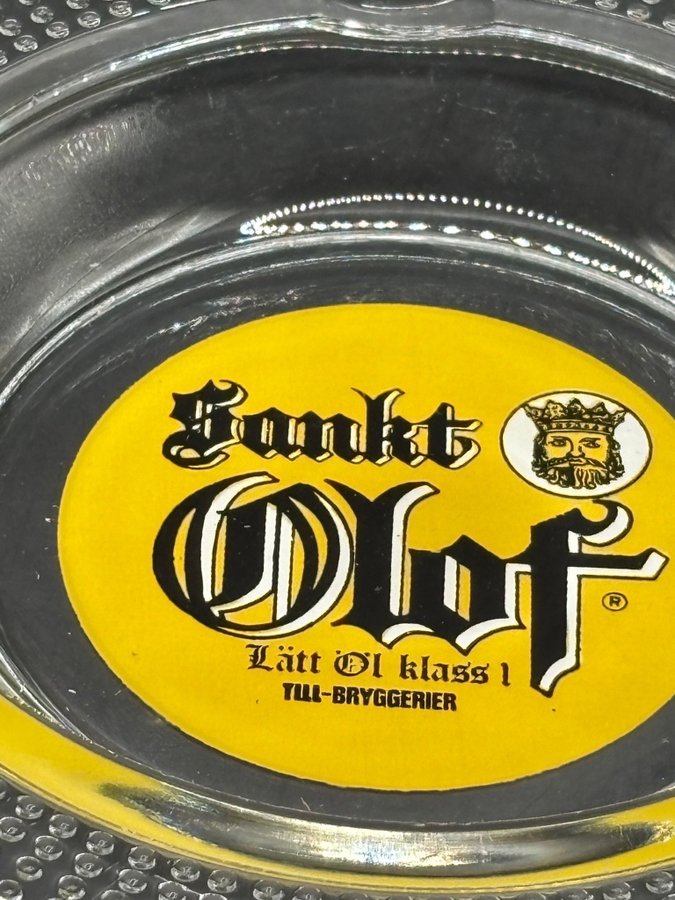 Sankt
Olof
®
Lätt Öl klass 1
TILL-BRYGGERIER